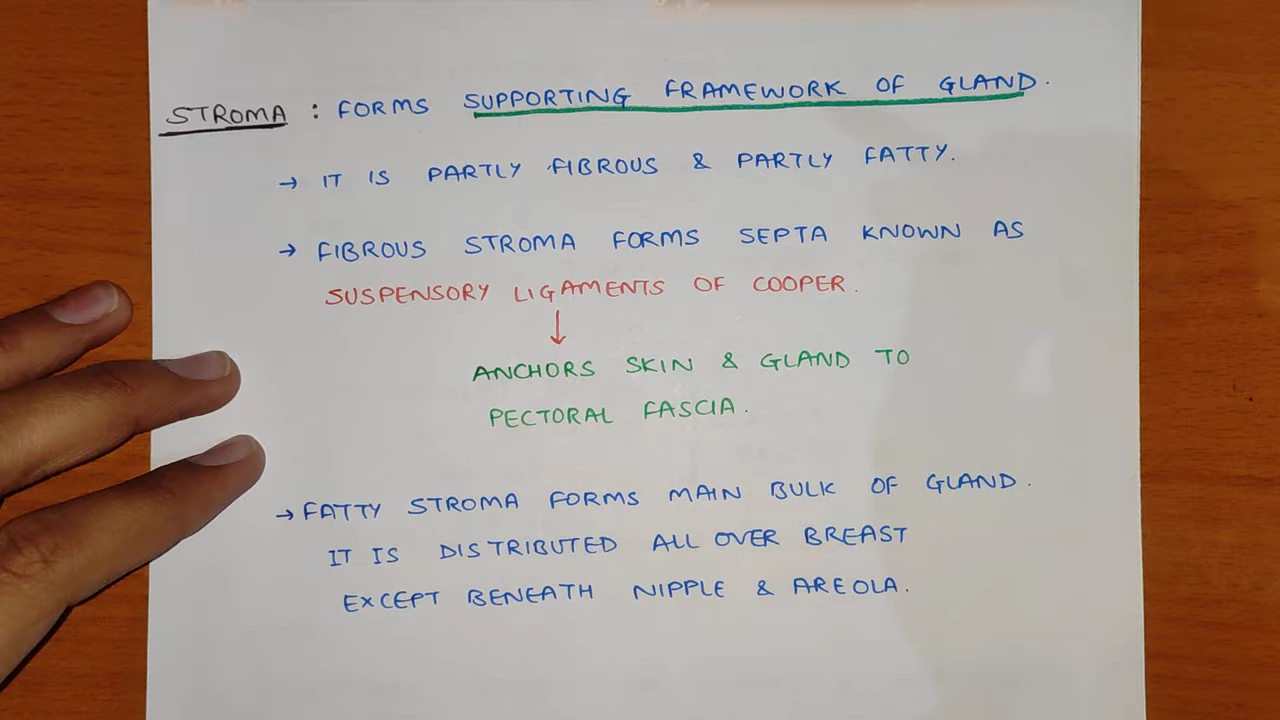 STROMA : FORMS SUPPORTING FRAMEWORK OF GLAND.
→ IT IS PARTLY FIBROUS & PARTLY FATTY.
→ FIBROUS STROMA FORMS SEPTA KNOWN AS
SUSPENSORY LIGAMENTS OF COOPER.
↓
ANCHORS SKIN & GLAND TO
PECTORAL FASCIA.
→ FATTY STROMA FORMS MAIN BULK OF GLAND.
IT IS DISTRIBUTED ALL OVER BREAST
EXCEPT BENEATH NIPPLE & AREOLA.